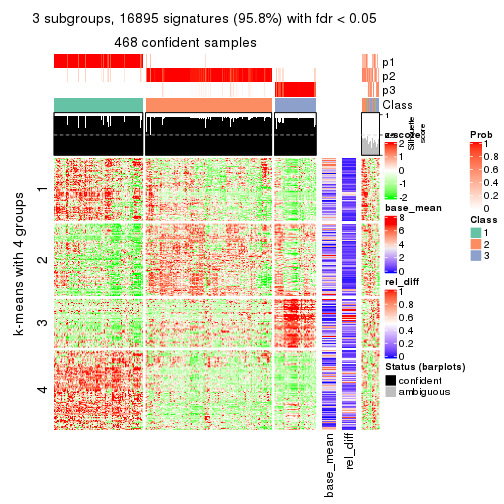 3 subgroups, 16895 signatures (95.8%) with fdr < 0.05
468 confident samples
p1
p2
p3
Class
1
Silhouette
score
k-means with 4 groups
1
2
3
4
base_mean
rel_diff
z-score
2
1
0
-1
-2
base_mean
8
6
4
2
0
rel_diff
1
0.8
0.6
0.4
0.2
0
Status (barplots)
confident
ambiguous
Prob
1
0.8
0.6
0.4
0.2
0
Class
1
2
3